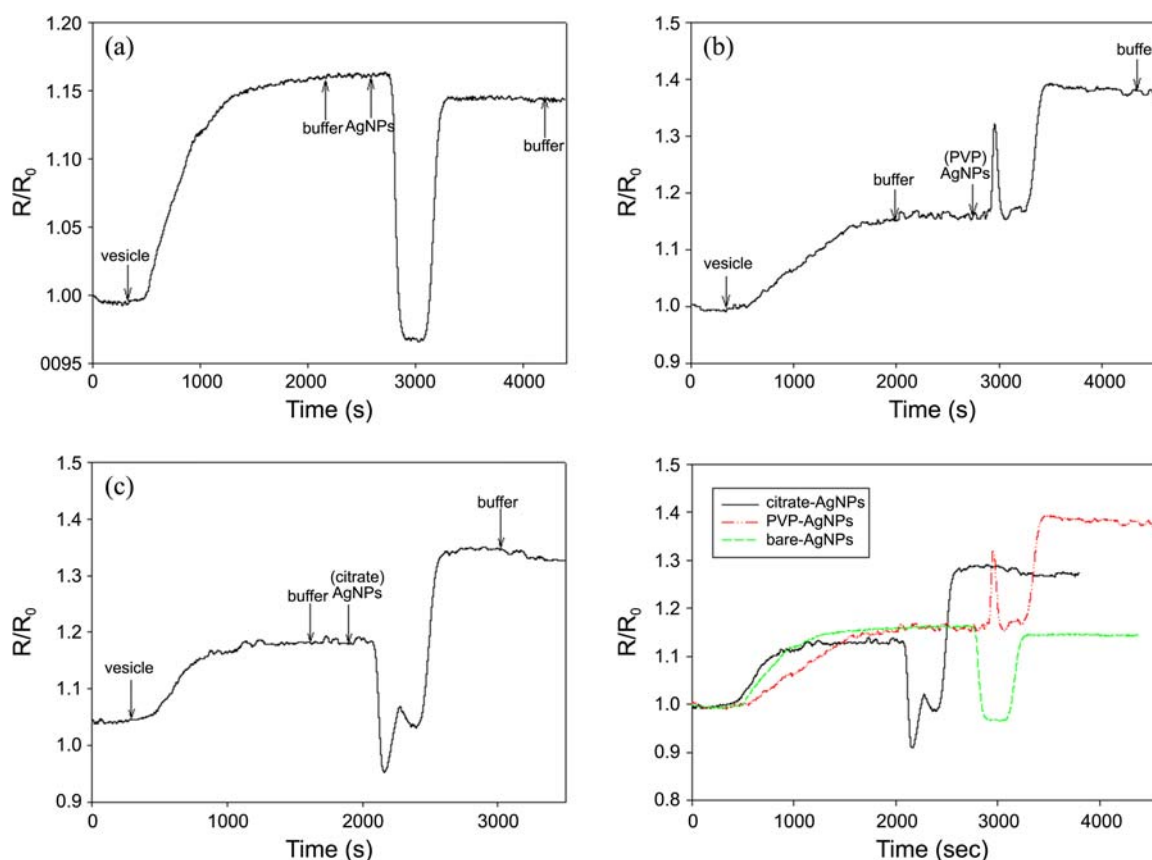 (a)
1.20
1.15
1.10
1.05
1.00
0095
R/R0
vesicle
buffer
AgNPs
buffer
0
1000
2000
3000
4000
Time (s)
(b)
1.5
1.4
1.3
1.2
1.1
1.0
0.9
R/R0
vesicle
buffer
(PVP)
AgNPs
buffe
0
1000
2000
3000
4000
Time (s)
(c)
1.5
1.4
1.3
1.2
1.1
1.0
0.9
R/R0
vesicle
buffer
(citrate)
AgNPs
buffer
0
1000
2000
3000
Time (s)
1.5
1.4
1.3
1.2
1.1
1.0
0.9
0.8
R/R0
citrate-AgNPs
PVP-AgNPs
bare-AgNPs
0
1000
2000
3000
4000
Time (sec)